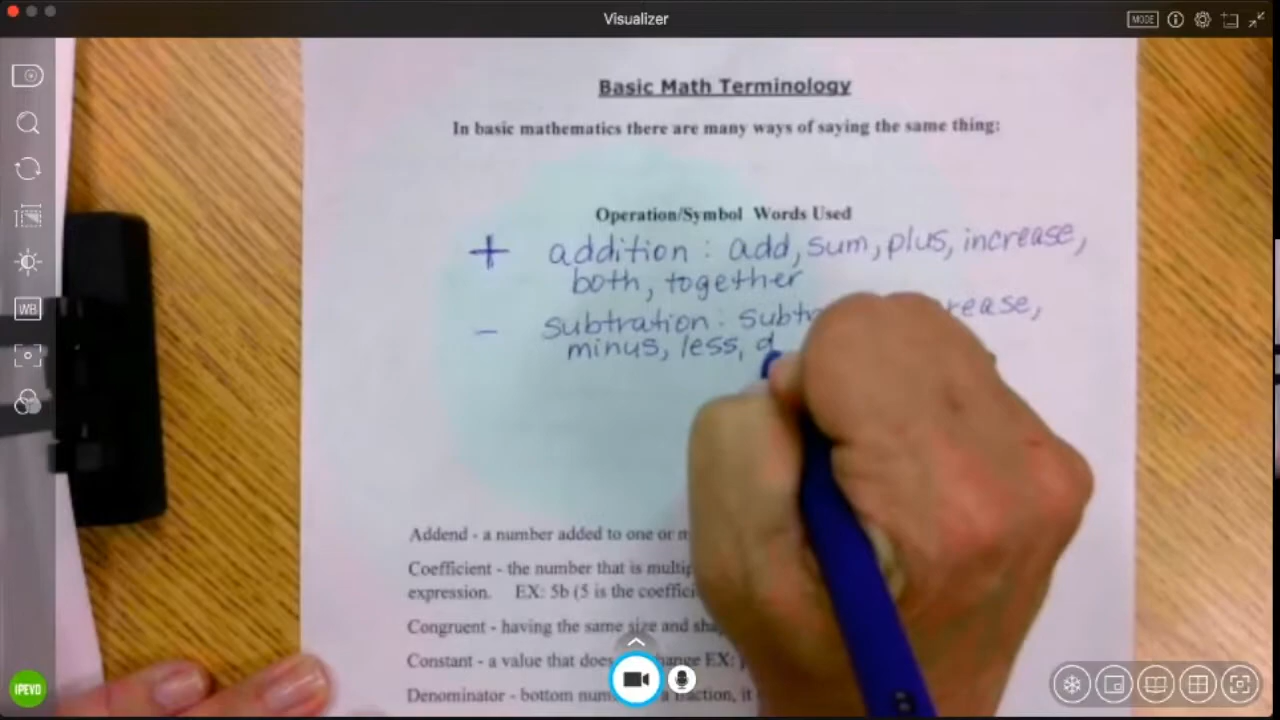 Visualizer
MODE
Basic Math Terminology
In basic mathematics there are many ways of saying the same thing:
Operation/Symbol Words Used
+ addition : add, sum, plus, increase,
both, together
- subtration : subtr rease,
minus, less, d
Addend - a number added to one or m
Coefficient - the number that is multip
expression. EX: 5b (5 is the coeffici
Congruent - having the same size and shap
Constant - a value that does hange EX:
Denominator - bottom num a fraction, it
WB
IPEVO